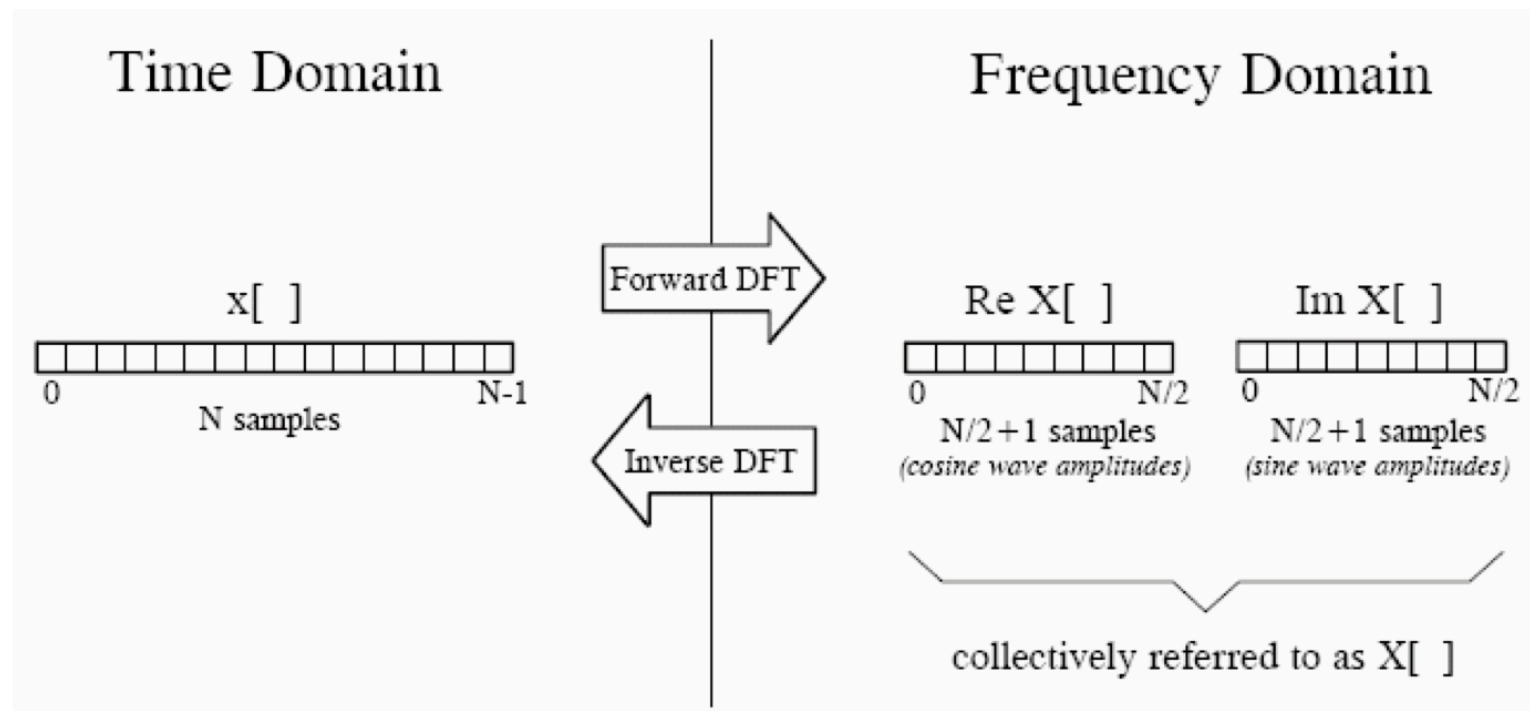 Time Domain
Frequency Domain
Forward DFT
Inverse DFT
x[ ]
0
N-1
N samples
Re X[ ]
0
N/2
N/2+1 samples
(cosine wave amplitudes)
Im X[ ]
0
N/2
N/2+1 samples
(sine wave amplitudes)
collectively referred to as X[ ]